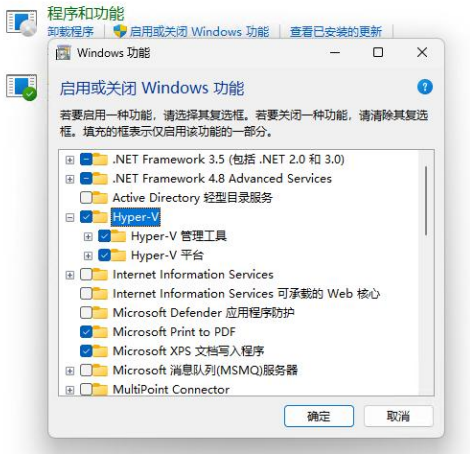 程序和功能
卸载程序 启用或关闭 Windows 功能 查看已安装的更新
Windows 功能
启用或关闭 Windows 功能
若要启用一种功能，请选择其复选框。若要关闭一种功能，请清除其复选
框。填充的框表示仅启用该功能的一部分。
.NET Framework 3.5 (包括 .NET 2.0 和 3.0)
.NET Framework 4.8 Advanced Services
Active Directory 轻型目录服务
Hyper-V
Hyper-V 管理工具
Hyper-V 平台
Internet Information Services
Internet Information Services 可承载的 Web 核心
Microsoft Defender 应用程序防护
Microsoft Print to PDF
Microsoft XPS 文档写入程序
Microsoft 消息队列(MSMQ)服务器
MultiPoint Connector
确定 取消